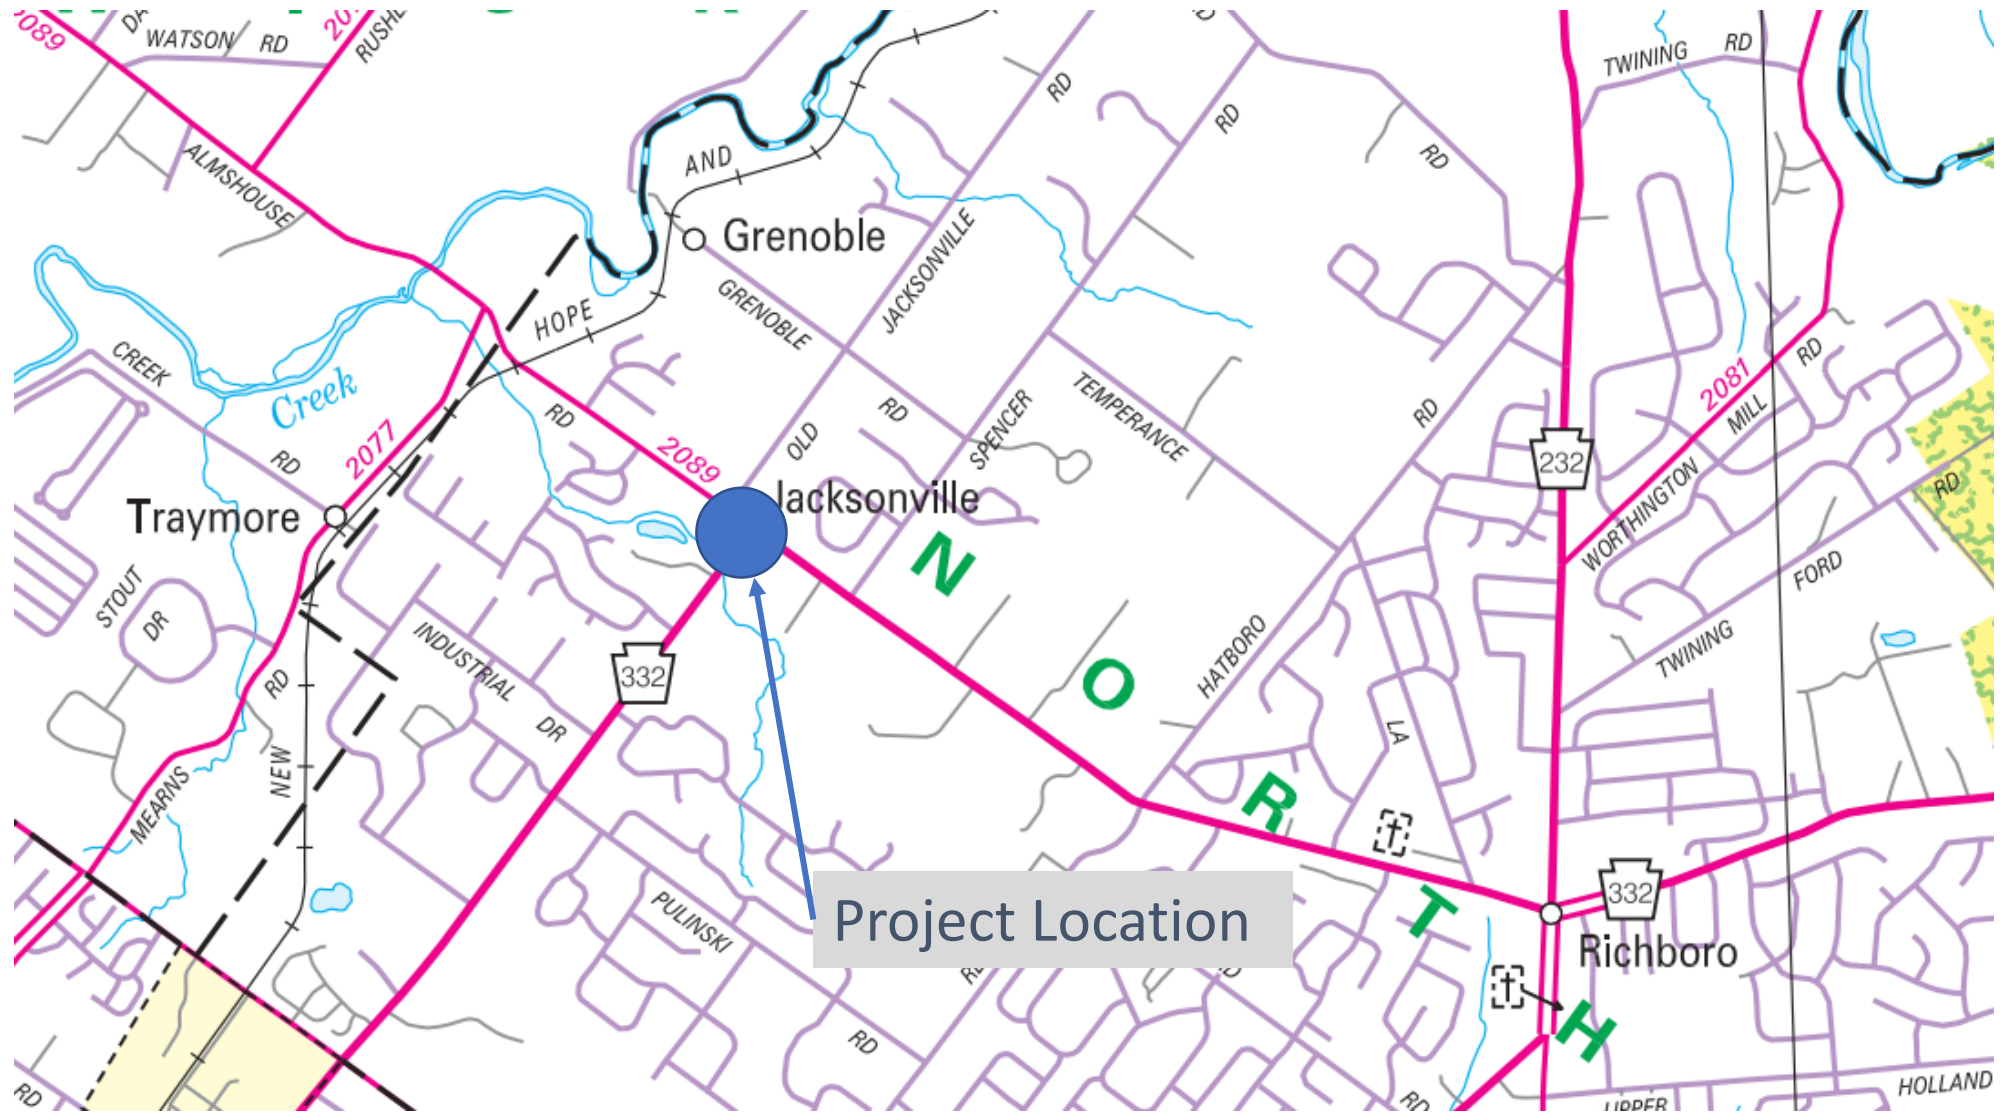 WATSON RD
RUSH
TWINING RD
2089
ALMSHOUSE
AND
RD
RD
RD
Grenoble
HOPE
GRENOBLE
JACKSONVILLE
CREEK
RD
Creek
2077
RD
2089
OLD
RD
SPENCER
TEMPERANCE
RD
2081
RD
MILL
WORTHINGTON
232
Traymore
Jacksonville
RD
FORD
TWINING
STOUT
DR
RD
INDUSTRIAL
DR
332
HATBORO
LA
N
O
R
T
H
NEW
MEARNS
PULINSKI
RD
Project Location
332
Richboro
RD
RD
UPPER
HOLLAND